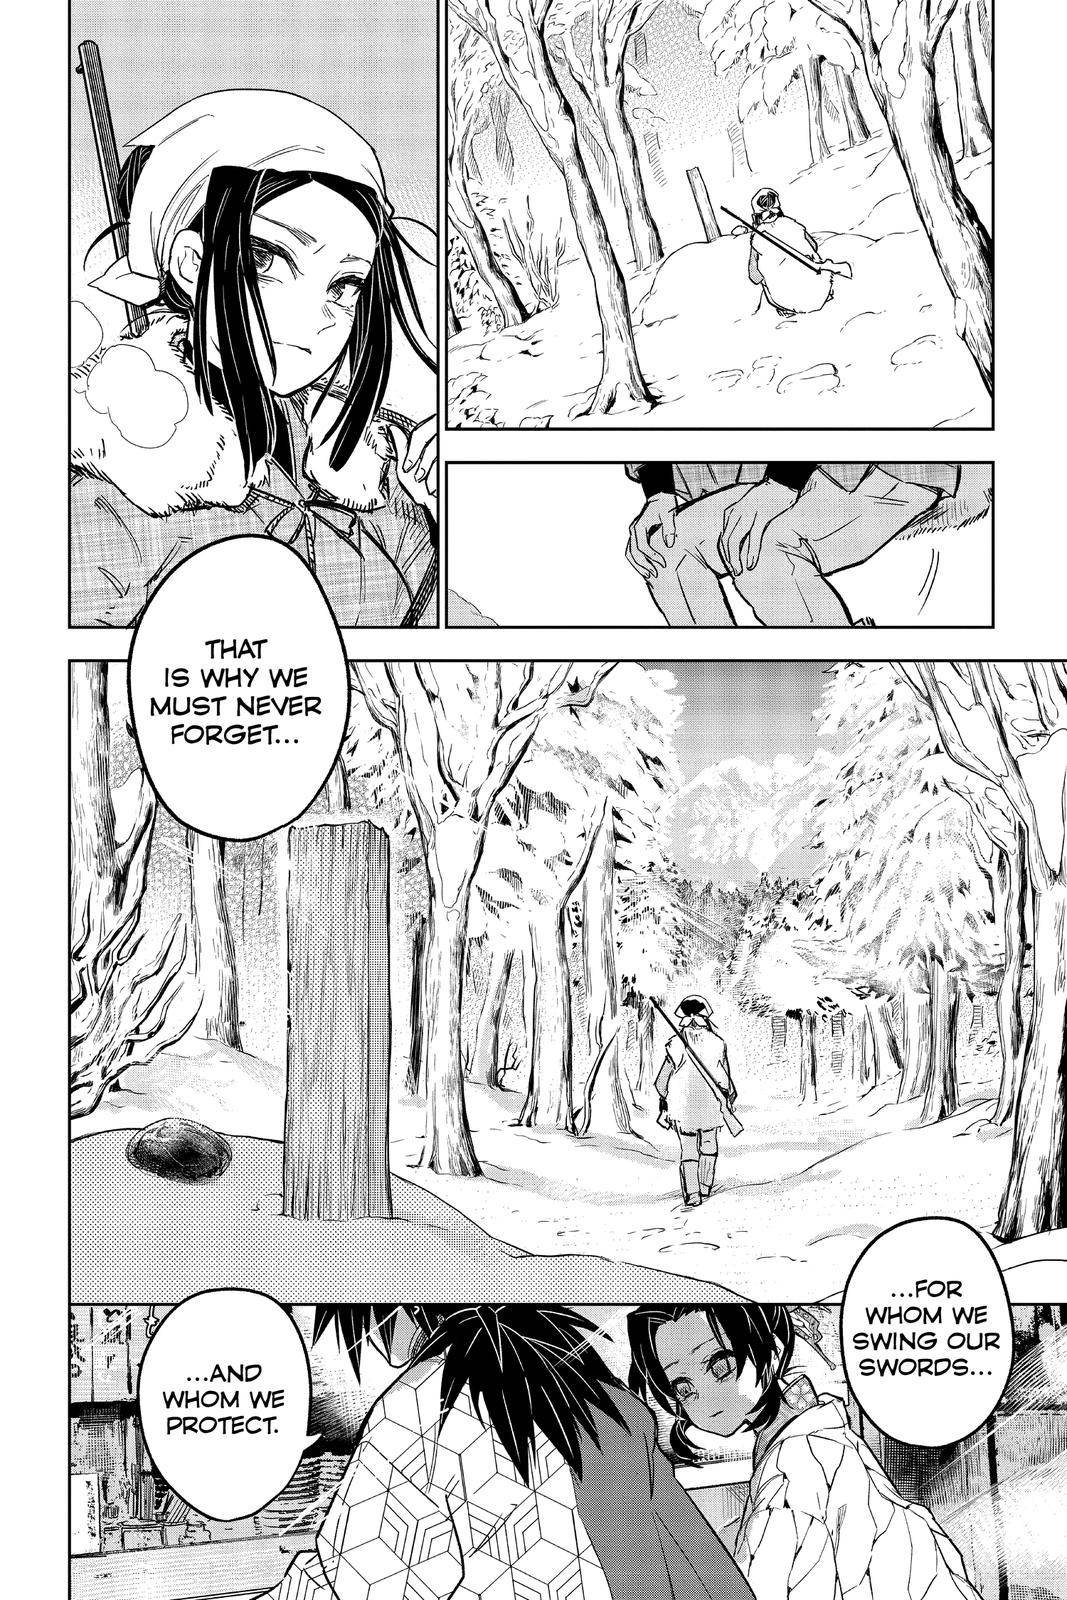 THAT
IS WHY WE
MUST NEVER
FORGET...
...FOR
WHOM WE
SWING OUR
SWORDS...
...AND
WHOM WE
PROTECT.